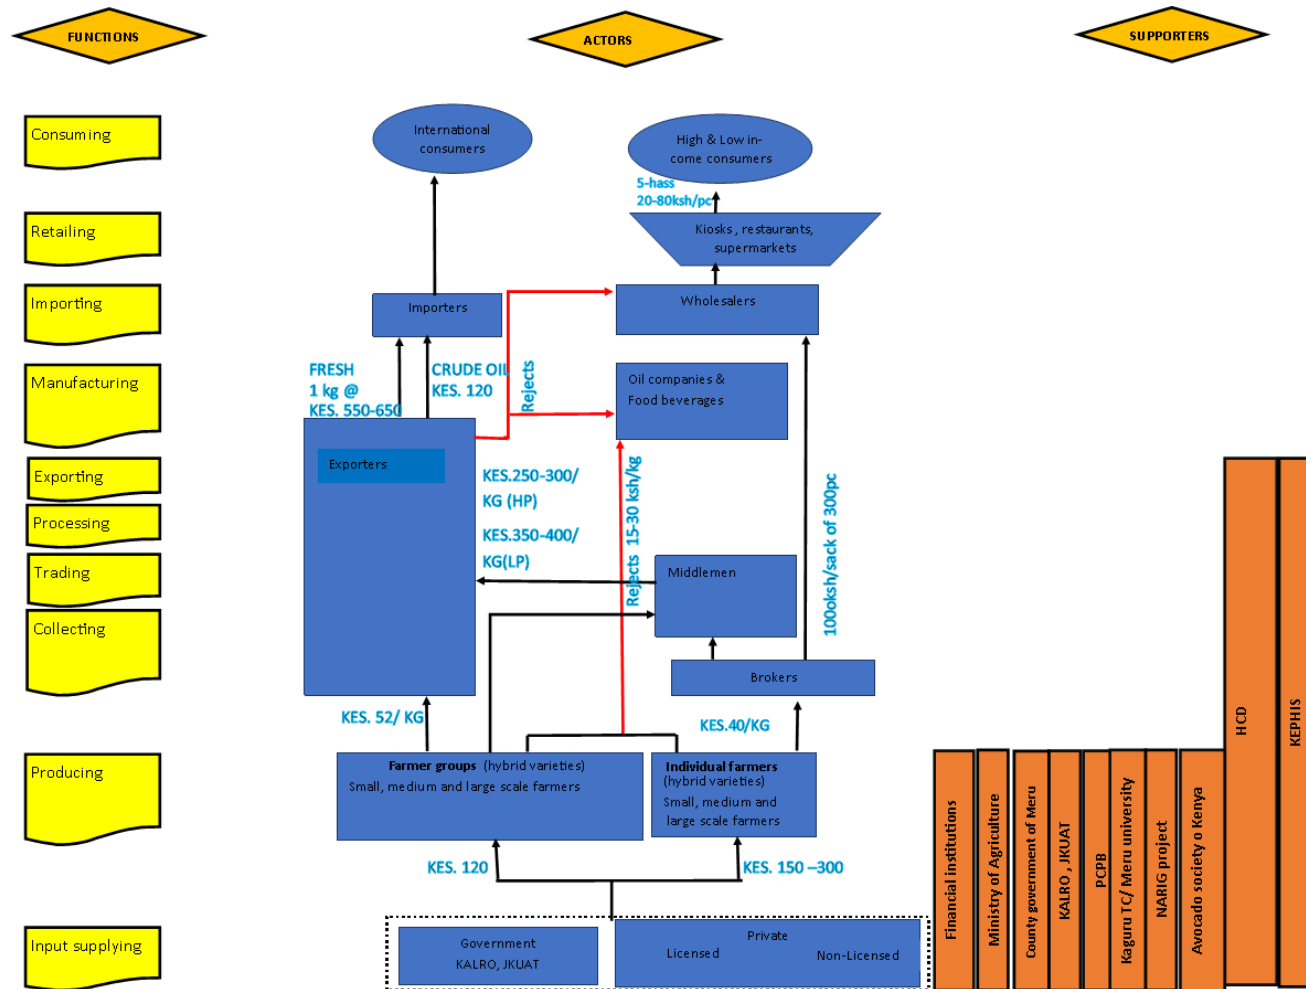 FUNCTIONS
ACTORS
SUPPORTERS
Consuming
International
consumers
High & Low in-
come consumers
5-hass
20-80ksh/pc
Retailing
Kiosks , restaurants,
supermarkets
Importing
Importers
Wholesalers
Manufacturing
FRESH
1 kg @
KES. 550-650
CRUDE OIL
KES. 120
Rejects
Oil companies &
Food beverages
Exporting
Exporters
KES.250-300/
KG (HP)
Processing
KES.350-400/
KG(LP)
Rejects 15-30 ksh/kg
100oksh/sack of 300pc
Trading
Middlemen
Collecting
Brokers
KES. 52/ KG
KES.40/KG
Producing
Farmer groups (hybrid varieties)
Small, medium and large scale farmers
Individual farmers
(hybrid varieties)
Small, medium and
large scale farmers
KES. 120
KES. 150 –300
Input supplying
Government
KALRO, JKUAT
Private
Licensed
Non-Licensed
Financial institutions
Ministry of Agriculture
County government of Meru
KALRO , JKUAT
PCPB
Kaguru TC/ Meru university
NARIG project
Avocado society o Kenya
HCD
KEPHIS